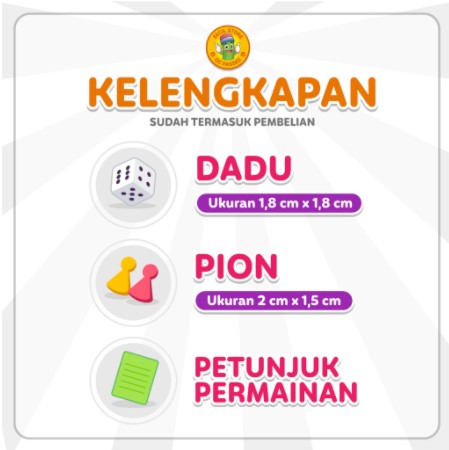 KELENGKAPAN
SUDAH TERMASUK PEMBELIAN
DADU
Ukuran 1,8 cm x 1,8 cm
PION
Ukuran 2 cm x 1,5 cm
PETUNJUK
PERMAINAN